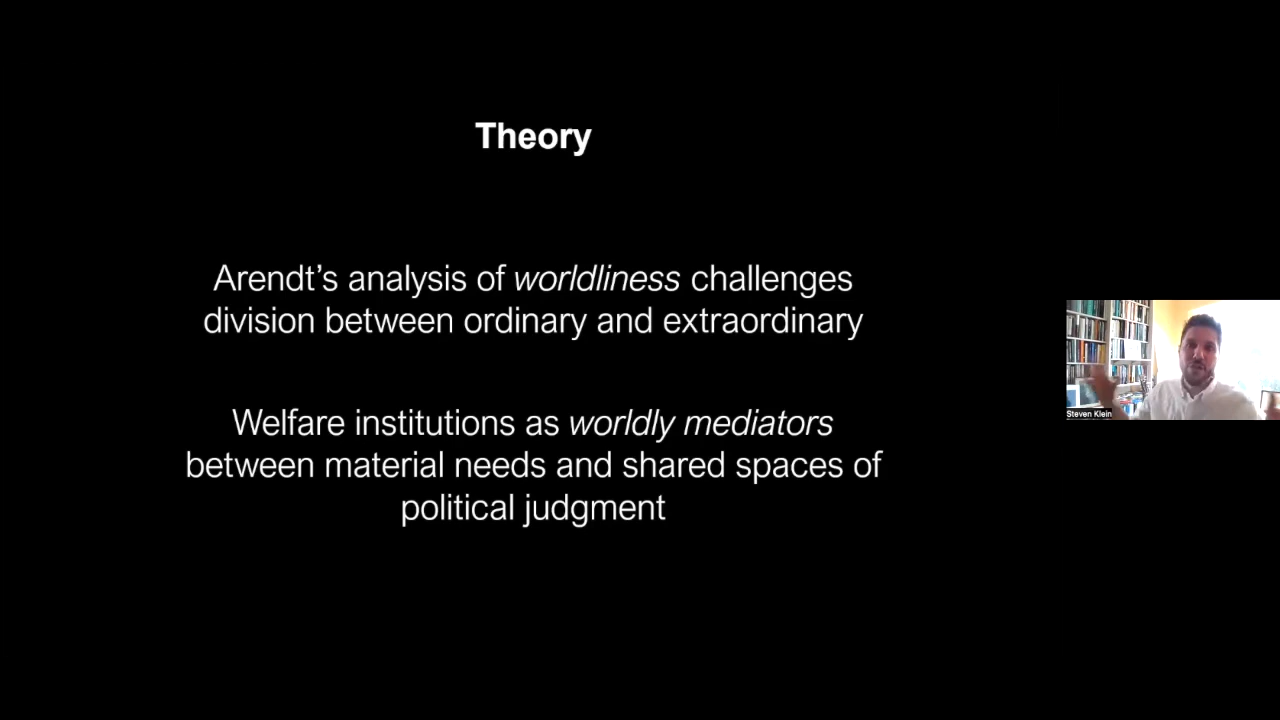 Theory
Arendt’s analysis of worldliness challenges
division between ordinary and extraordinary
Welfare institutions as worldly mediators
between material needs and shared spaces of
political judgment
Steven Klein